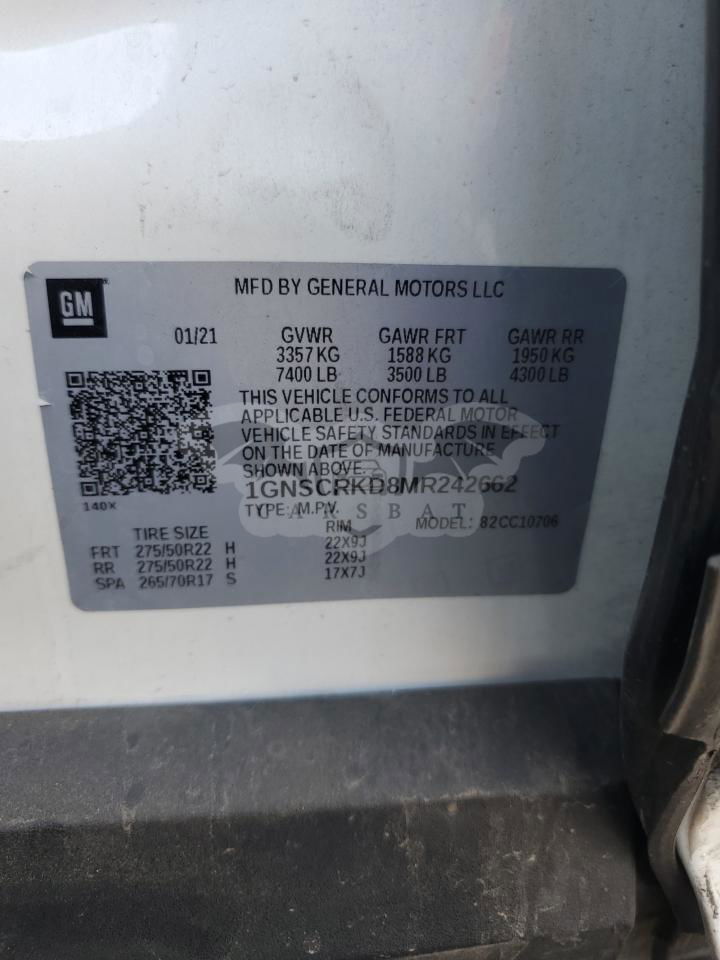 GM
MFD BY GENERAL MOTORS LLC
01/21 GVWR GAWR FRT GAWR RR
3357 KG 1588 KG 1950 KG
7400 LB 3500 LB 4300 LB
THIS VEHICLE CONFORMS TO ALL
APPLICABLE U.S. FEDERAL MOTOR
VEHICLE SAFETY STANDARDS IN EFFECT
ON THE DATE OF MANUFACTURE
SHOWN ABOVE.
1GNSCRKD8MR242662
140X
TYPE: M.P.V. MODEL: 82CC10706
CARSBAT
TIRE SIZE RIM
FRT 275/50R22 H 22X9J
RR 275/50R22 H 22X9J
SPA 265/70R17 S 17X7J